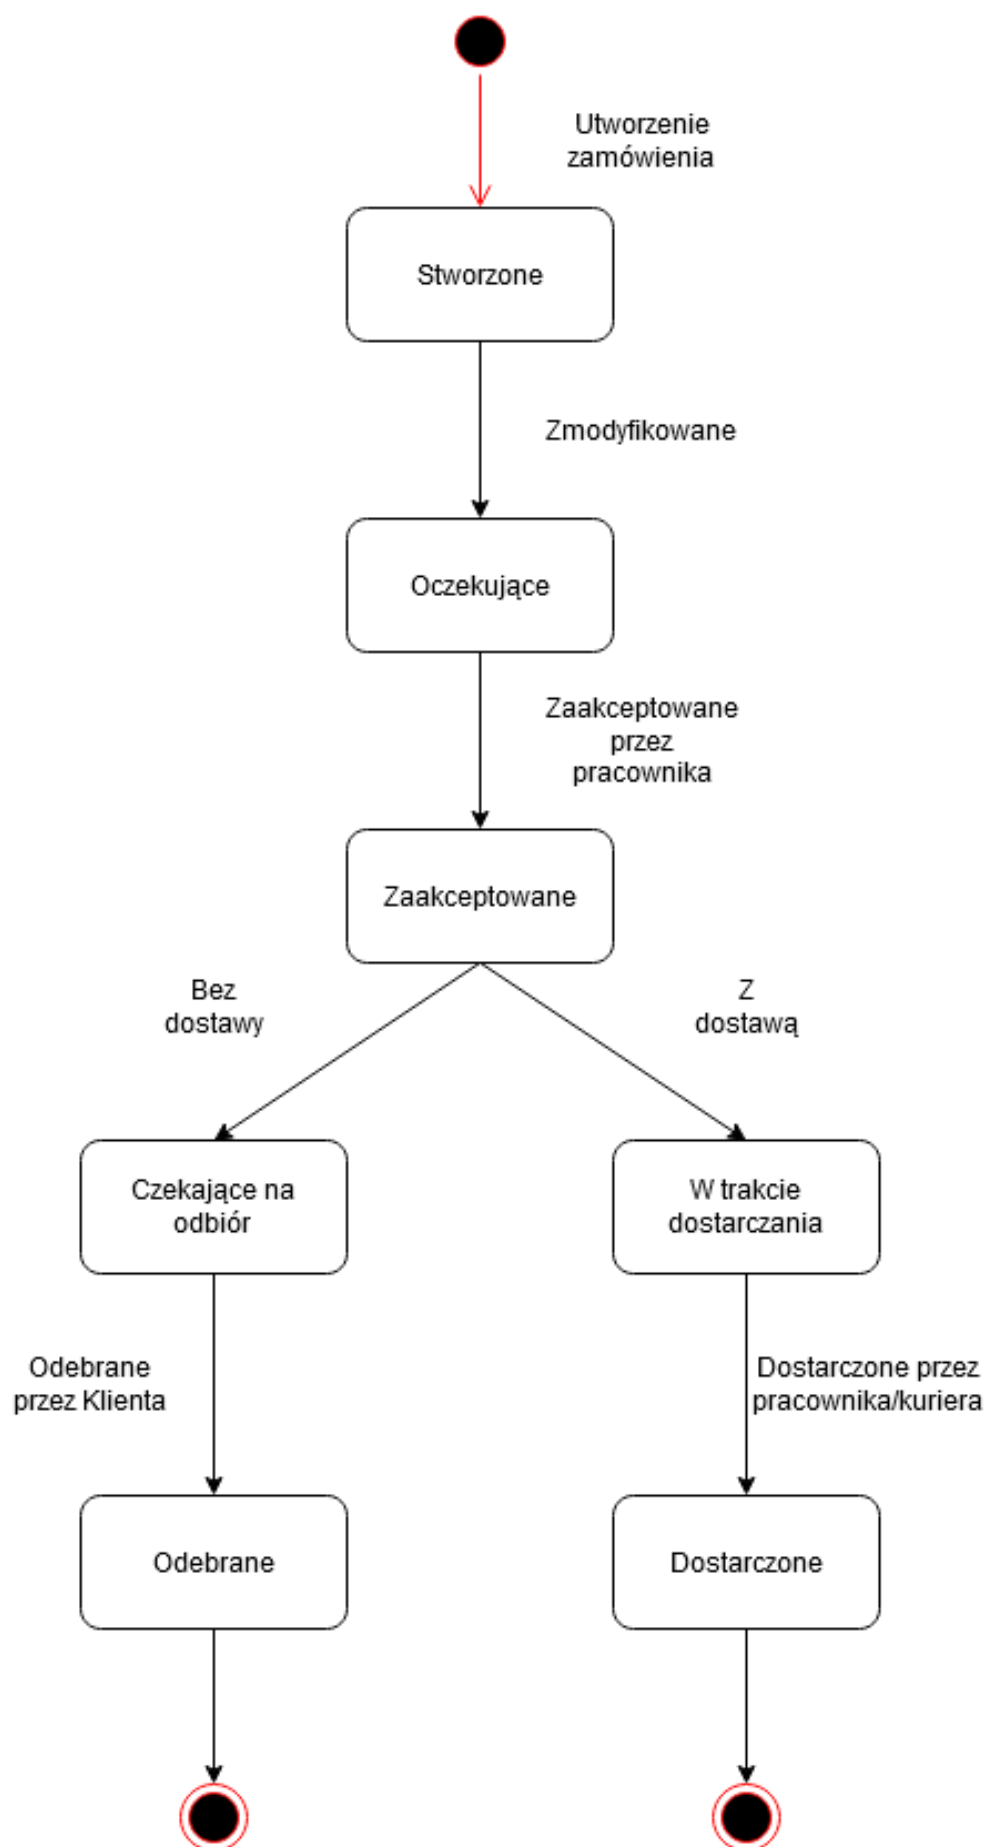 Utworzenie
zamówienia
Stworzone
Zmodyfikowane
Oczekujące
Zaakceptowane
przez
pracownika
Zaakceptowane
Bez
dostawy
Z
dostawą
Czekające na
odbiór
W trakcie
dostarczania
Odebrane
przez Klienta
Dostarczone przez
pracownika/kuriera
Odebrane
Dostarczone